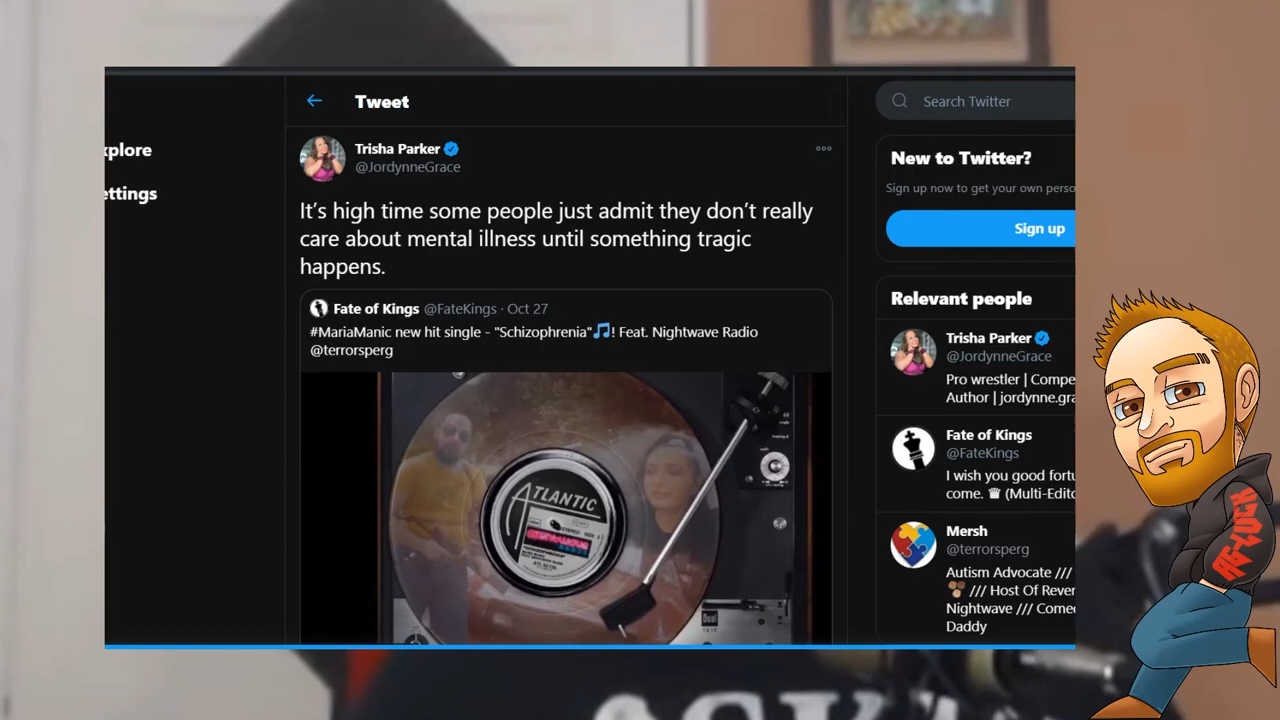 Tweet
Search Twitter
xplore
ettings
Trisha Parker
@JordynneGrace
It's high time some people just admit they don't really
care about mental illness until something tragic
happens.
Fate of Kings @FateKings · Oct 27
#MariaManic new hit single - "Schizophrenia"🎵! Feat. Nightwave Radio
@terrorsperg
ATLANTIC
STEREO
Dual
New to Twitter?
Sign up now to get your own perso
Sign up
Relevant people
Trisha Parker
@JordynneGrace
Pro wrestler | Compe
Author | jordynne.gra
Fate of Kings
@FateKings
I wish you good fortu
come. ♛ (Multi-Edito
Mersh
@terrorsperg
Autism Advocate ///
/// Host Of Rever
Nightwave /// Come
Daddy